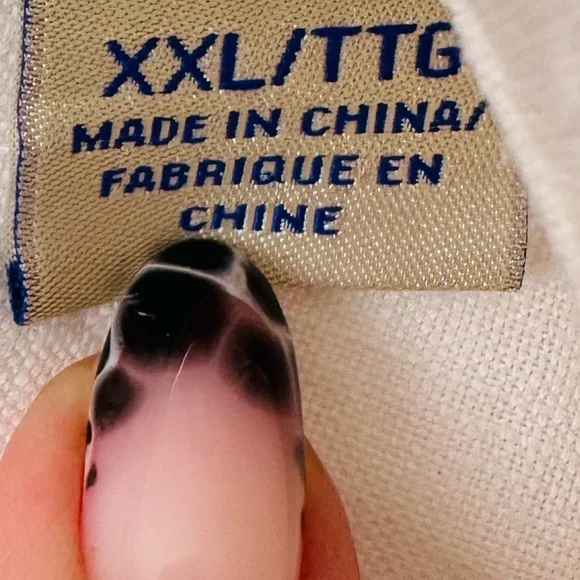 XXL/TTG
MADE IN CHINA/
FABRIQUE EN
CHINE